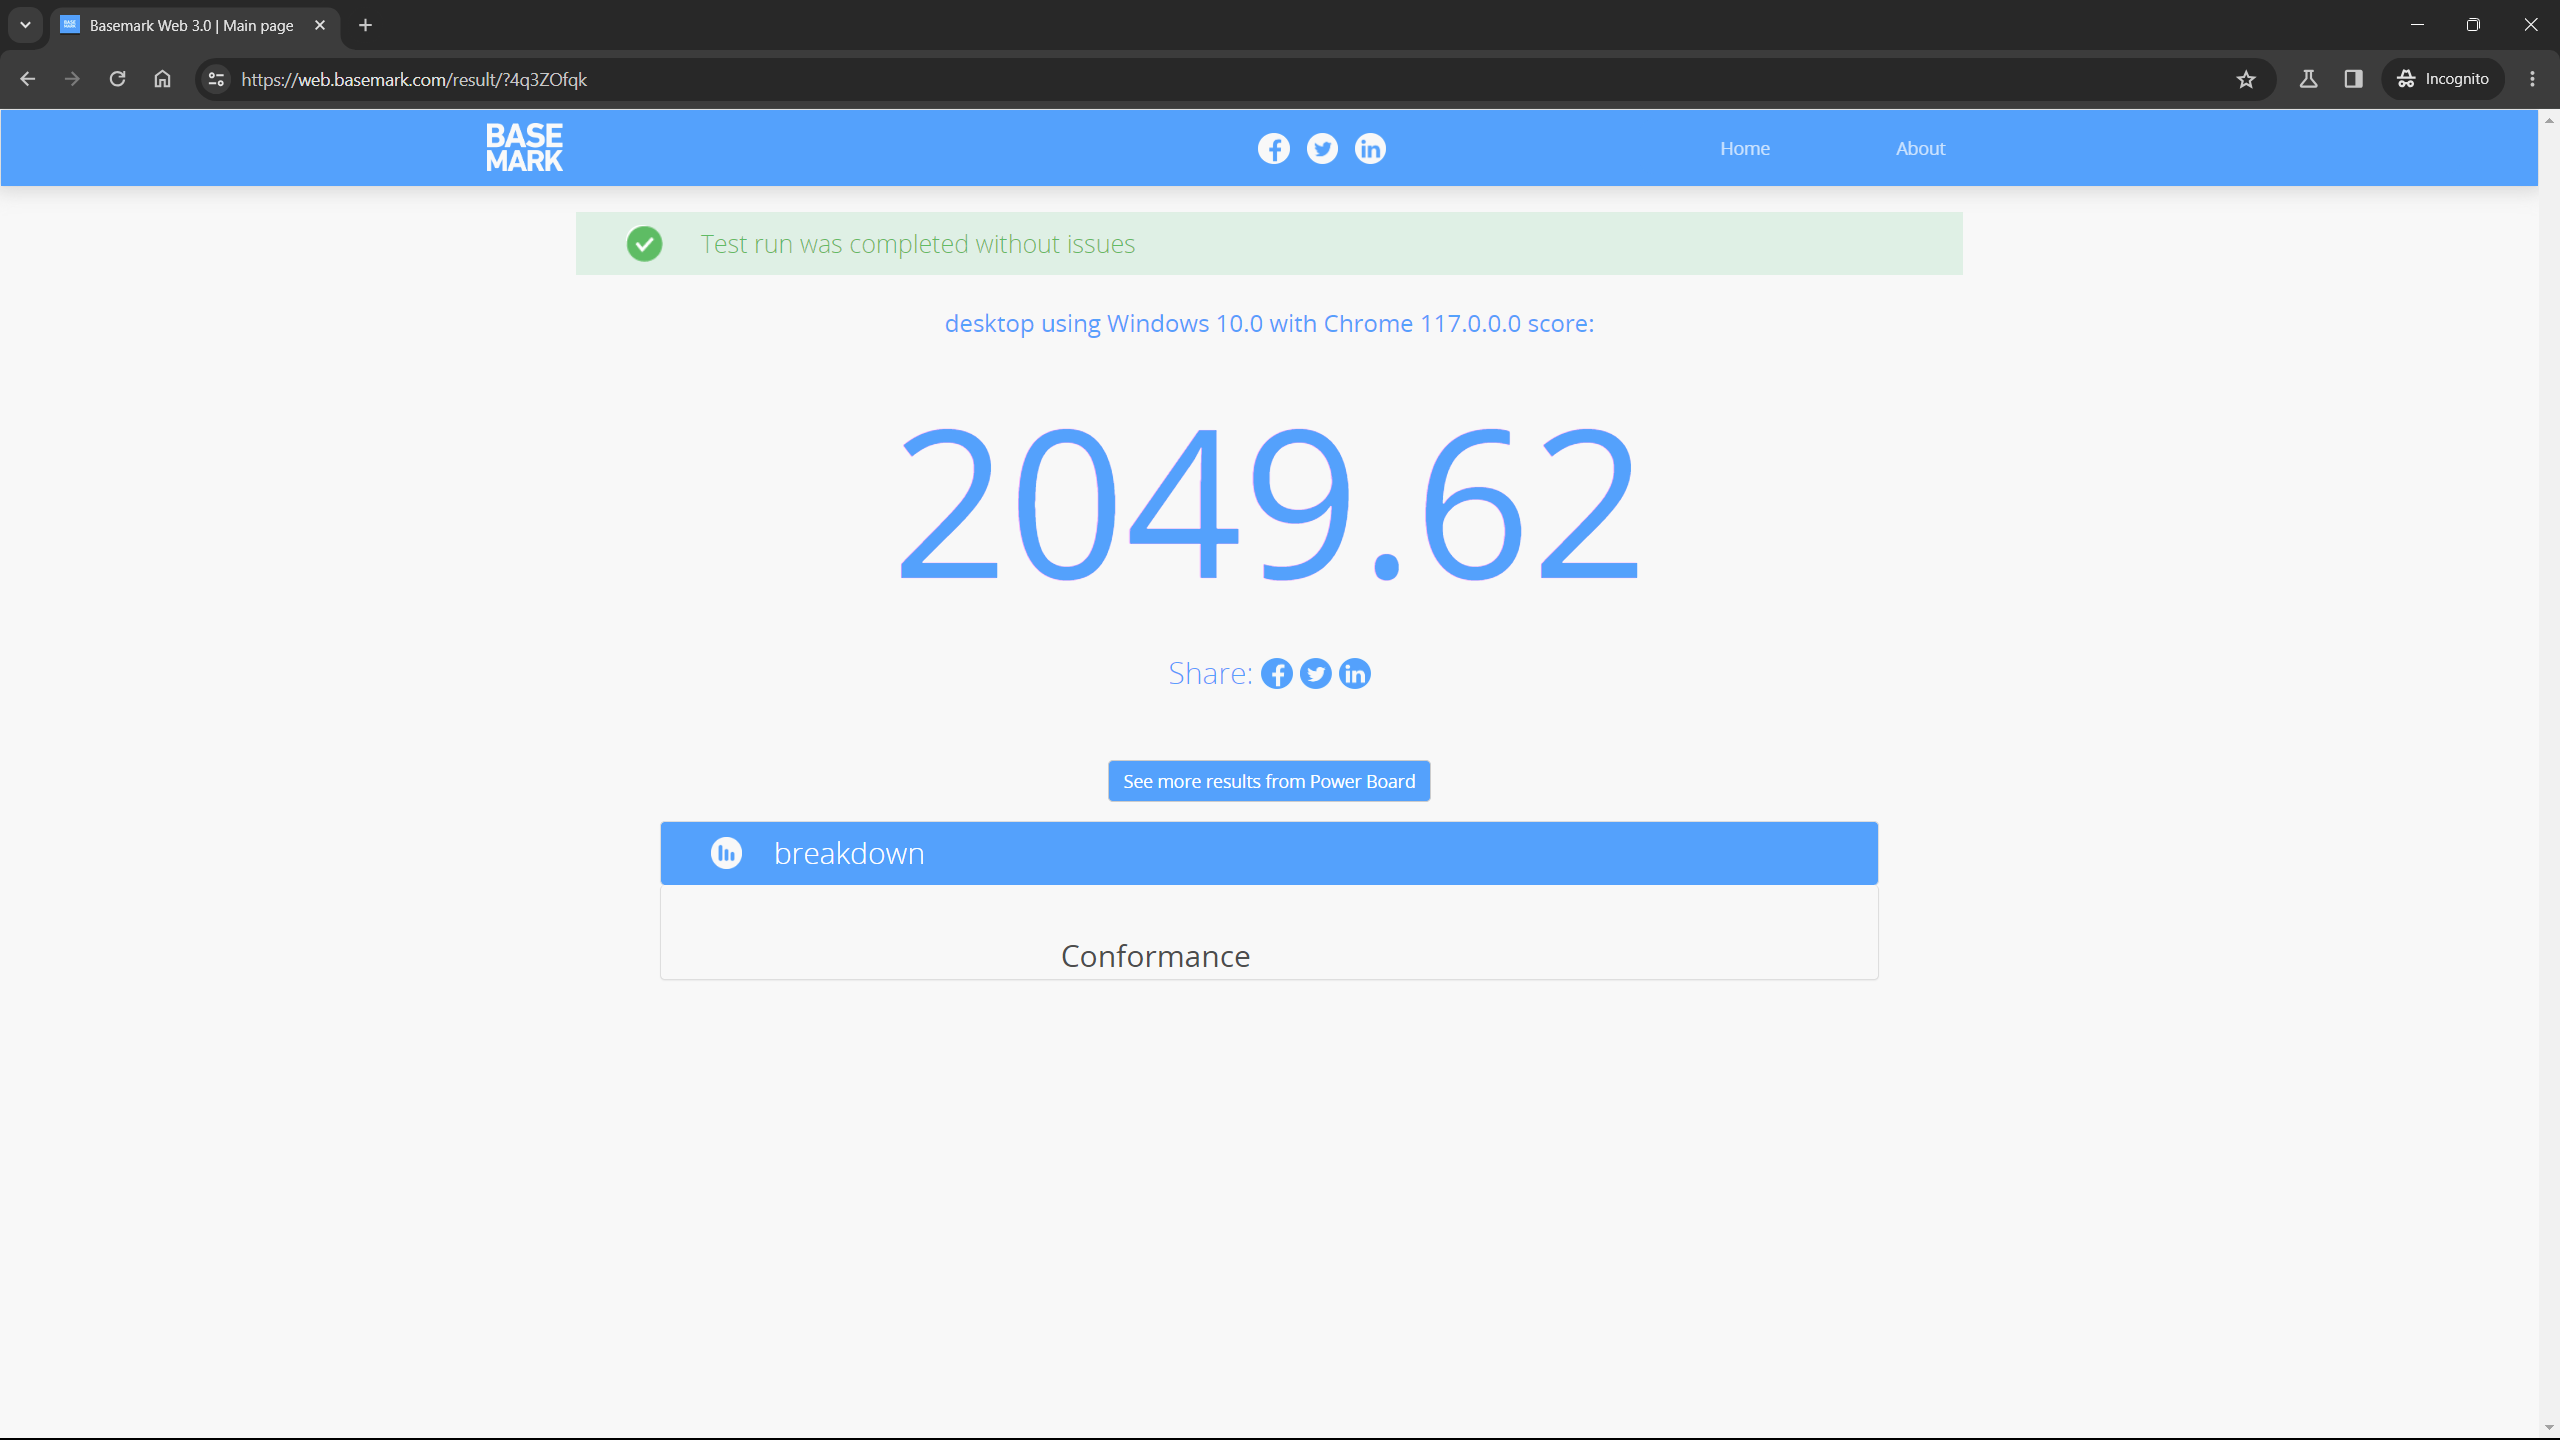 Basemark Web 3.0 | Main page
https://web.basemark.com/result/?4q3ZOfqk
Incognito
BASE
MARK
Home
About
Test run was completed without issues
desktop using Windows 10.0 with Chrome 117.0.0.0 score:
2049.62
Share:
See more results from Power Board
breakdown
Conformance